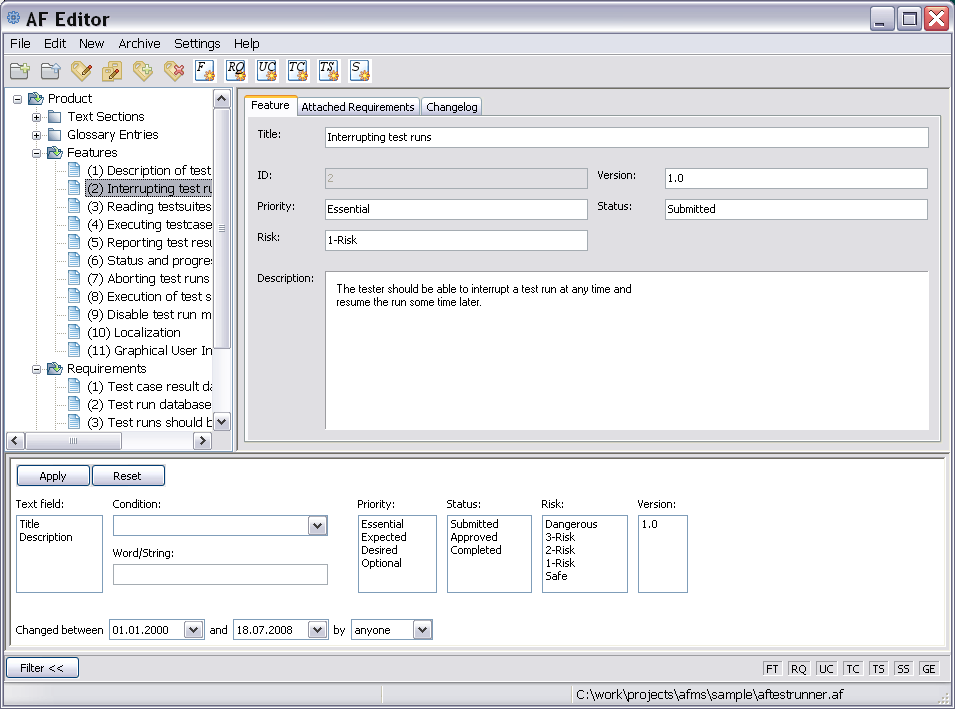 AF Editor
File Edit New Archive Settings Help
F RQ UC TC TS S
Product
Text Sections
Glossary Entries
Features
(1) Description of test
(2) Interrupting test ru
(3) Reading testsuites
(4) Executing testcase
(5) Reporting test resu
(6) Status and progres
(7) Aborting test runs
(8) Execution of test s
(9) Disable test run m
(10) Localization
(11) Graphical User In
Requirements
(1) Test case result da
(2) Test run database
(3) Test runs should b
Feature Attached Requirements Changelog
Title: Interrupting test runs
ID: 2 Version: 1.0
Priority: Essential Status: Submitted
Risk: 1-Risk
Description: The tester should be able to interrupt a test run at any time and
resume the run some time later.
Apply Reset
Text field: Condition: Priority: Status: Risk: Version:
Title
Description
Word/String:
Essential
Expected
Desired
Optional
Submitted
Approved
Completed
Dangerous
3-Risk
2-Risk
1-Risk
Safe
1.0
Changed between 01.01.2000 and 18.07.2008 by anyone
Filter <<
FT RQ UC TC TS SS GE
C:\work\projects\afms\sample\aftestrunner.af